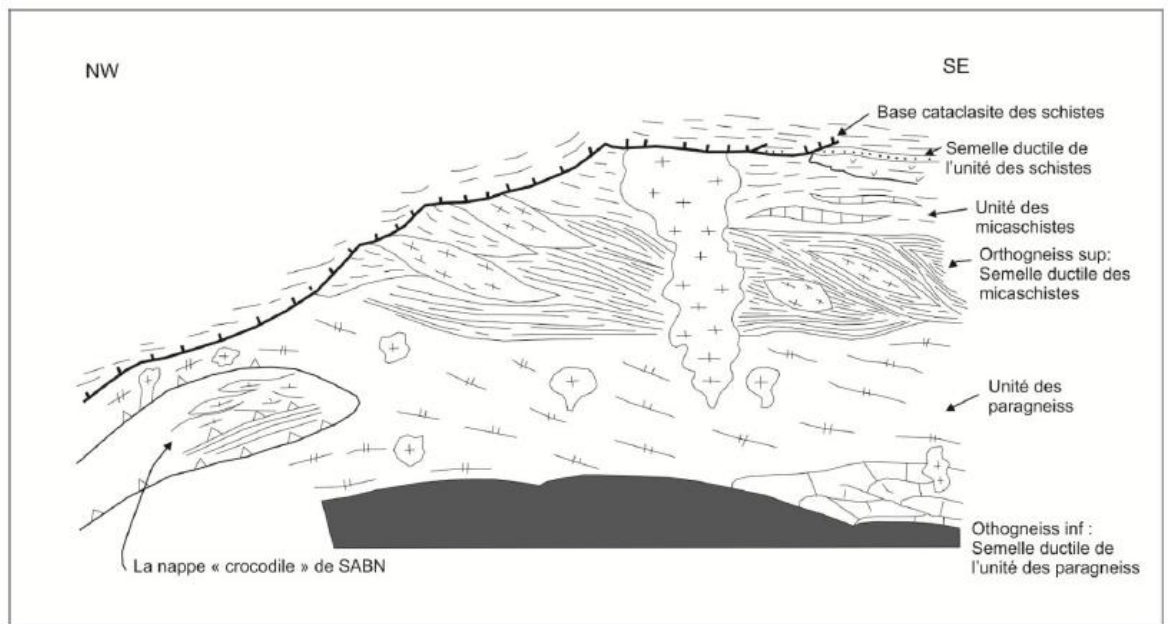 NW
SE
Base cataclasite des schistes
Semelle ductile de
l'unité des schistes
Unité des
micaschistes
Orthogneiss sup:
Semelle ductile des
micaschistes
Unité des
paragneiss
Othogneiss inf :
Semelle ductile de
l'unité des paragneiss
La nappe « crocodile » de SABN